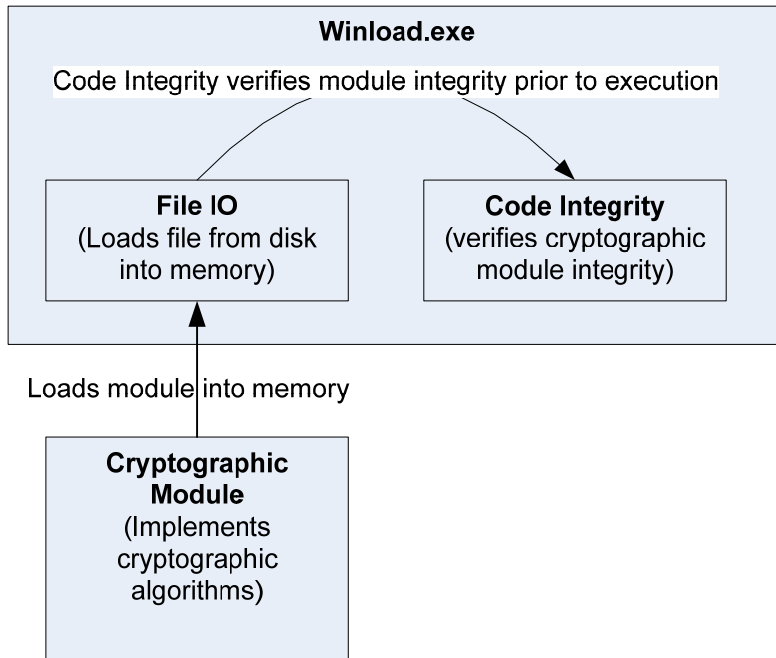 Winload.exe
Code Integrity verifies module integrity prior to execution
File IO
(Loads file from disk
into memory)
Code Integrity
(verifies cryptographic
module integrity)
Loads module into memory
Cryptographic
Module
(Implements
cryptographic
algorithms)